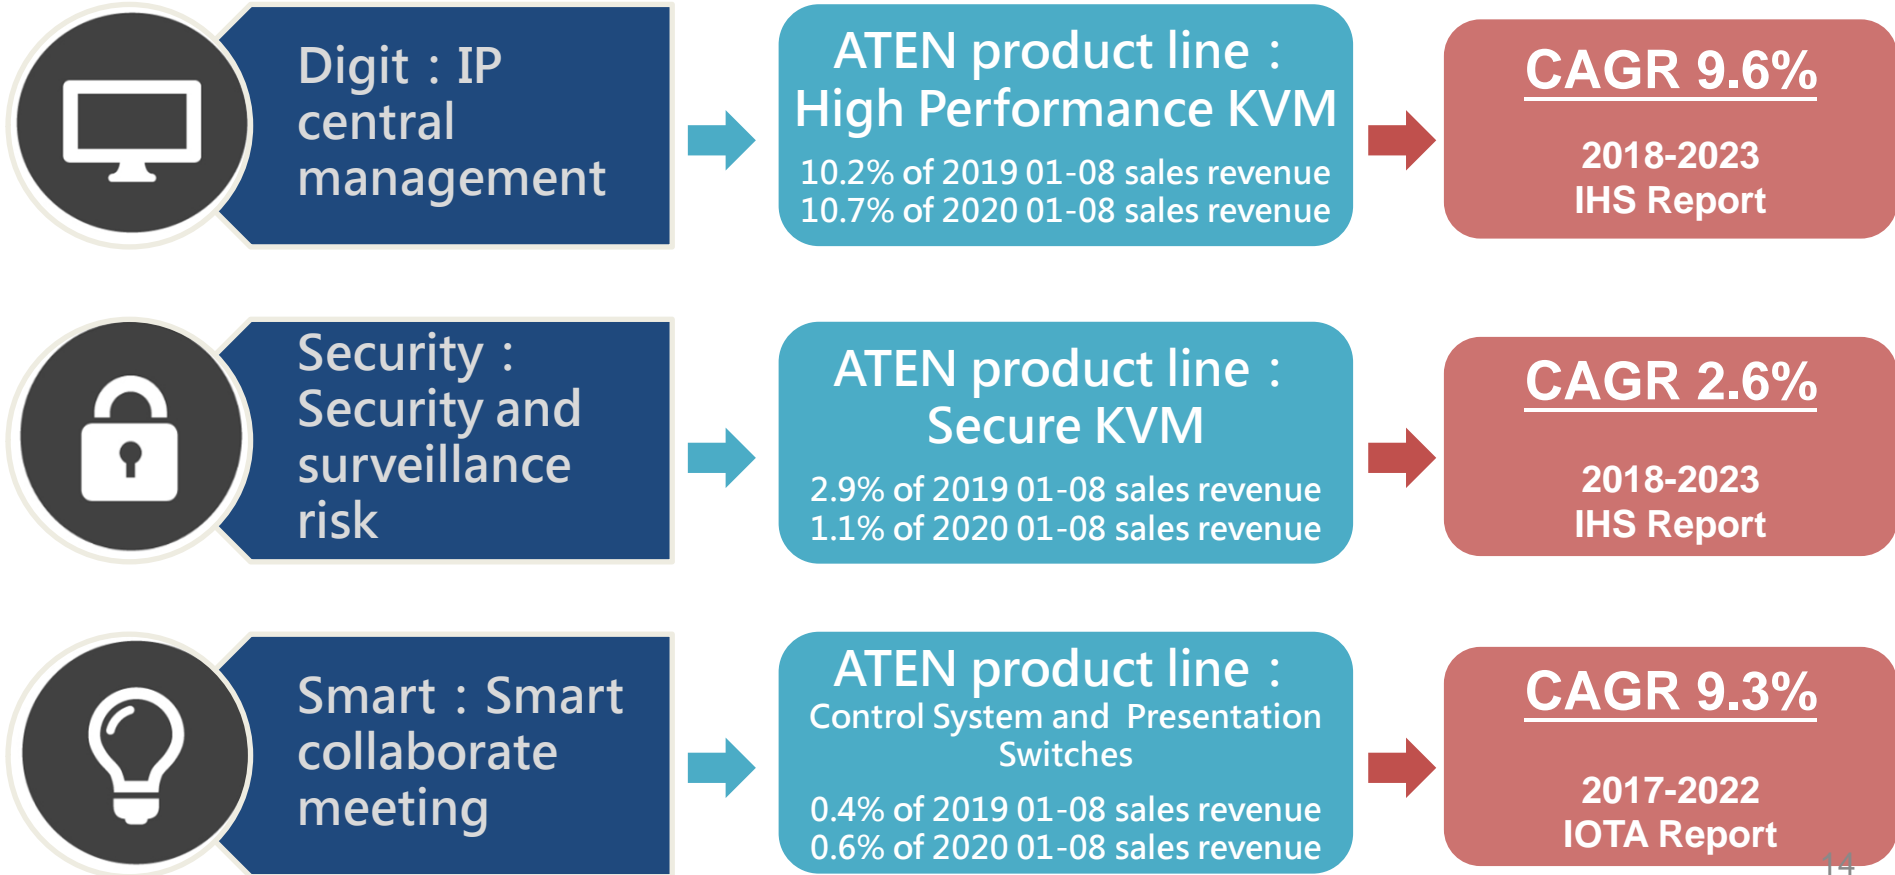 Digit：IP
central
management
ATEN product line：
High Performance KVM
10.2% of 2019 01-08 sales revenue
10.7% of 2020 01-08 sales revenue
CAGR 9.6%
2018-2023
IHS Report
Security：
Security and
surveillance
risk
ATEN product line：
Secure KVM
2.9% of 2019 01-08 sales revenue
1.1% of 2020 01-08 sales revenue
CAGR 2.6%
2018-2023
IHS Report
Smart：Smart
collaborate
meeting
ATEN product line：
Control System and Presentation
Switches
0.4% of 2019 01-08 sales revenue
0.6% of 2020 01-08 sales revenue
CAGR 9.3%
2017-2022
IOTA Report
14